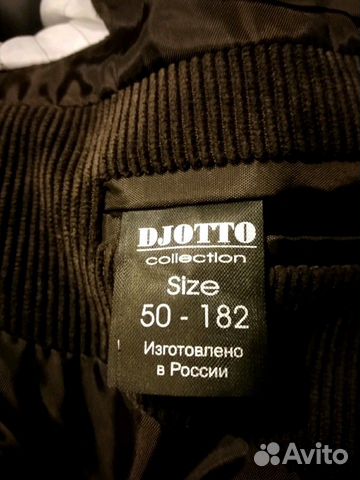 DJOTTO
collection
Size
50 - 182
Изготовлено
в России
Avito